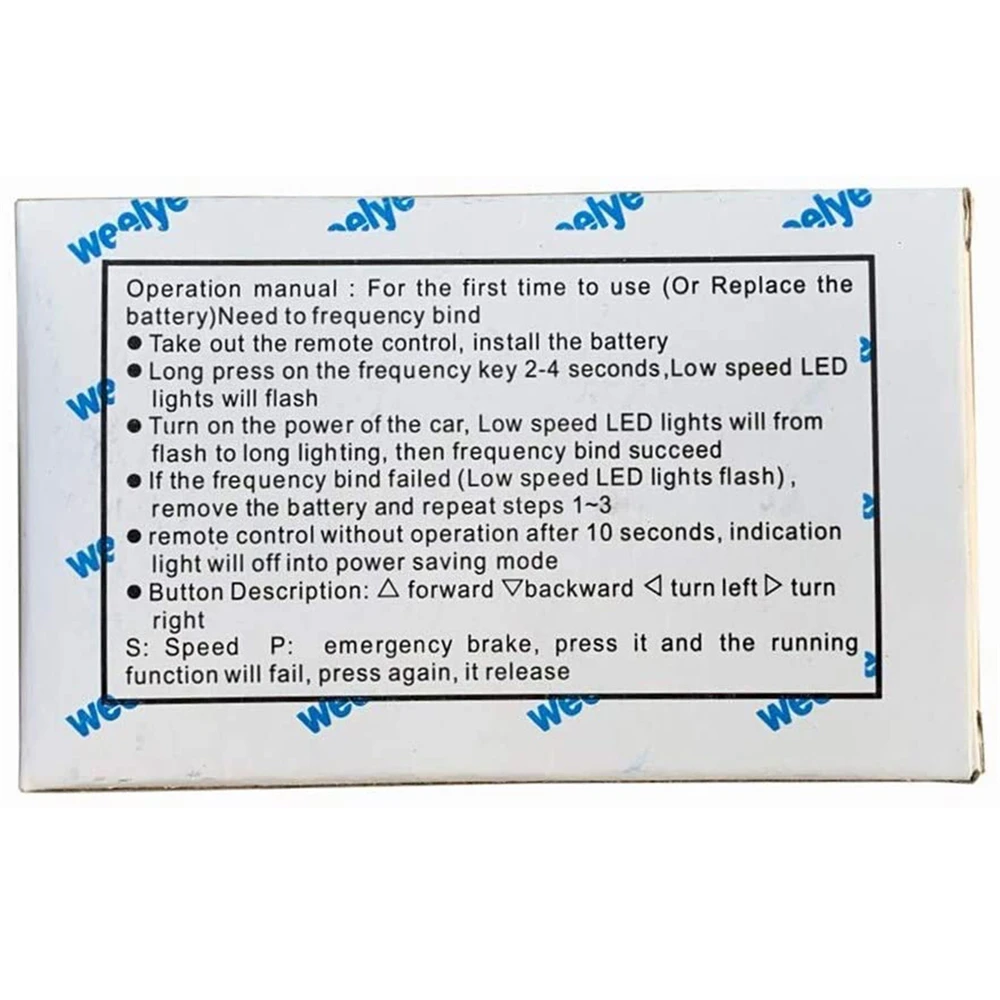 weelye weelye weelye weelye
Operation manual : For the first time to use (Or Replace the
battery)Need to frequency bind
● Take out the remote control, install the battery
● Long press on the frequency key 2-4 seconds,Low speed LED
lights will flash
● Turn on the power of the car, Low speed LED lights will from
flash to long lighting, then frequency bind succeed
● If the frequency bind failed (Low speed LED lights flash),
remove the battery and repeat steps 1~3
● remote control without operation after 10 seconds, indication
light will off into power saving mode
● Button Description: △ forward ▽backward ◁ turn left ▷ turn
right
S: Speed P: emergency brake, press it and the running
function will fail, press again, it release